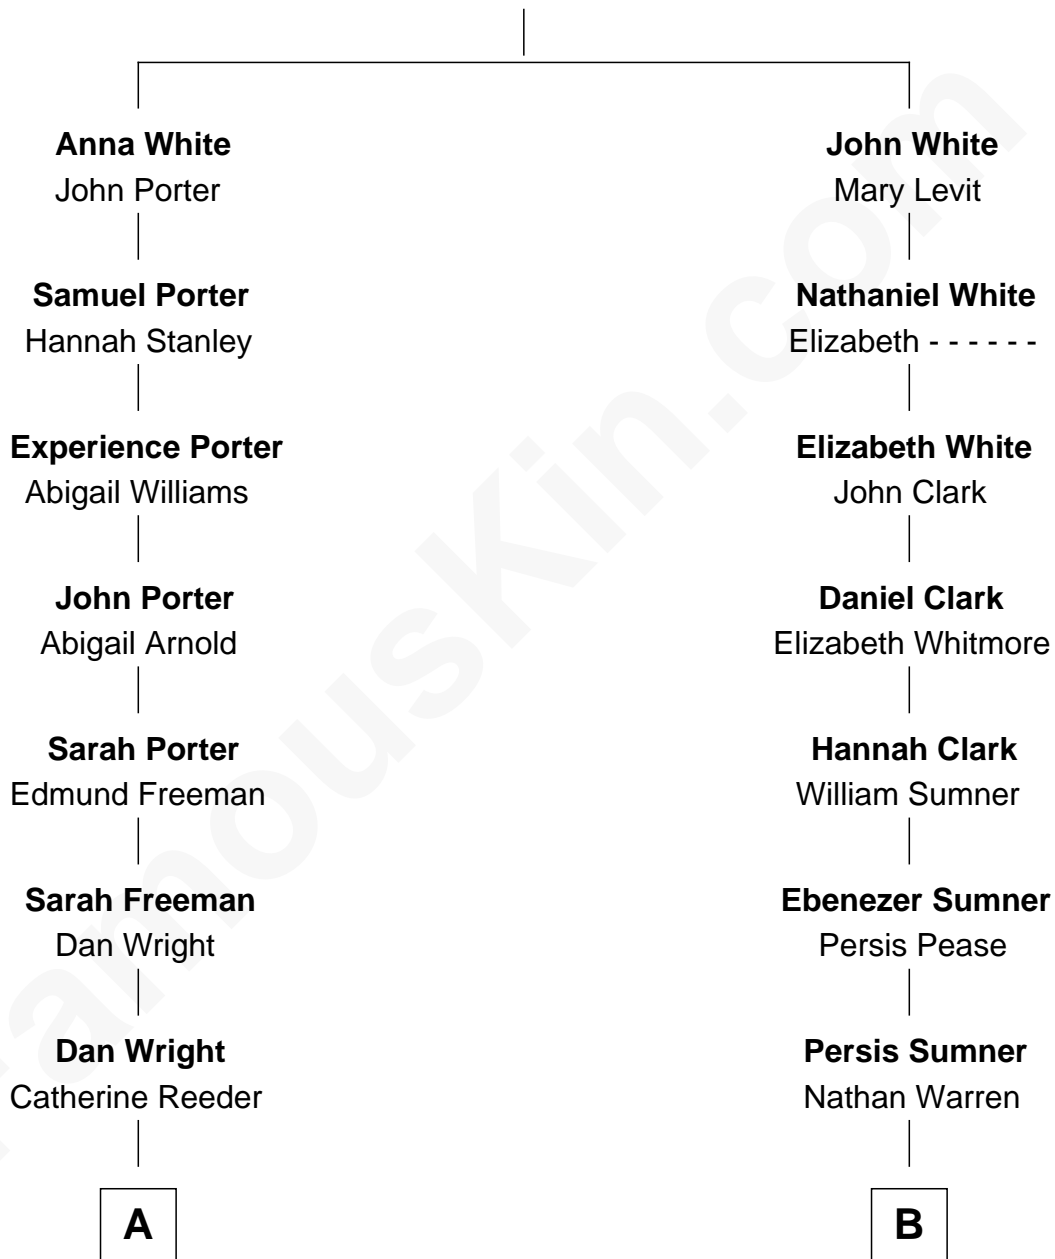 Anna White
John Porter
Samuel Porter
Hannah Stanley
Experience Porter
Abigail Williams
John Porter
Abigail Arnold
Sarah Porter
Edmund Freeman
Sarah Freeman
Dan Wright
Dan Wright
Catherine Reeder
A
John White
Mary Levit
Nathaniel White
Elizabeth - - - - - -
Elizabeth White
John Clark
Daniel Clark
Elizabeth Whitmore
Hannah Clark
William Sumner
Ebenezer Sumner
Persis Pease
Persis Sumner
Nathan Warren
B
FamousKin.com